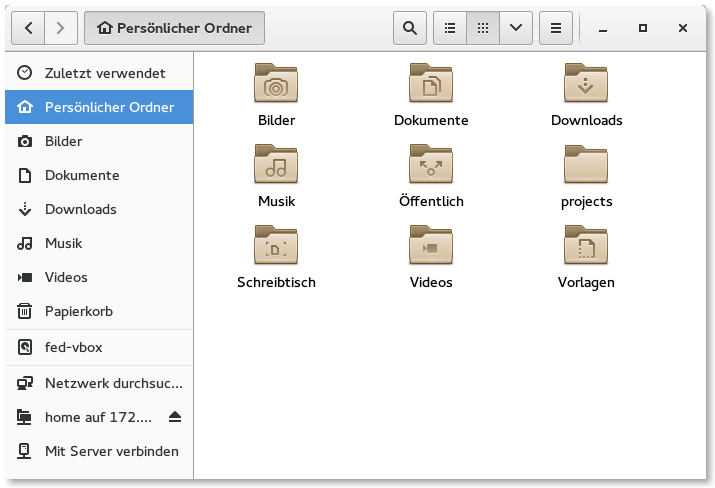 Persönlicher Ordner
Zuletzt verwendet
Persönlicher Ordner
Bilder
Dokumente
Downloads
Musik
Videos
Papierkorb
fed-vbox
Netzwerk durchsuc...
home auf 172....
Mit Server verbinden
Bilder
Dokumente
Downloads
Musik
Öffentlich
projects
Schreibtisch
Videos
Vorlagen